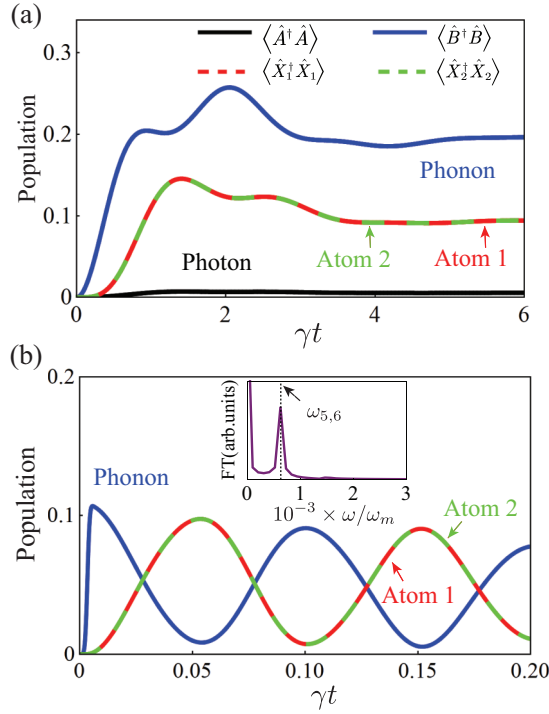 (a)
0.3
0.2
0.1
0
Population
⟨Â†Â⟩
⟨B̂†B̂⟩
⟨X̂₁†X̂₁⟩
⟨X̂₂†X̂₂⟩
Phonon
Photon
Atom 2
Atom 1
0 2 4 6
γt
(b)
0.2
0.1
0
Population
Phonon
FT(arb.units)
ω₅,₆
0 1 2 3
10⁻³ × ω/ωₘ
Atom 2
Atom 1
0 0.05 0.10 0.15 0.20
γt